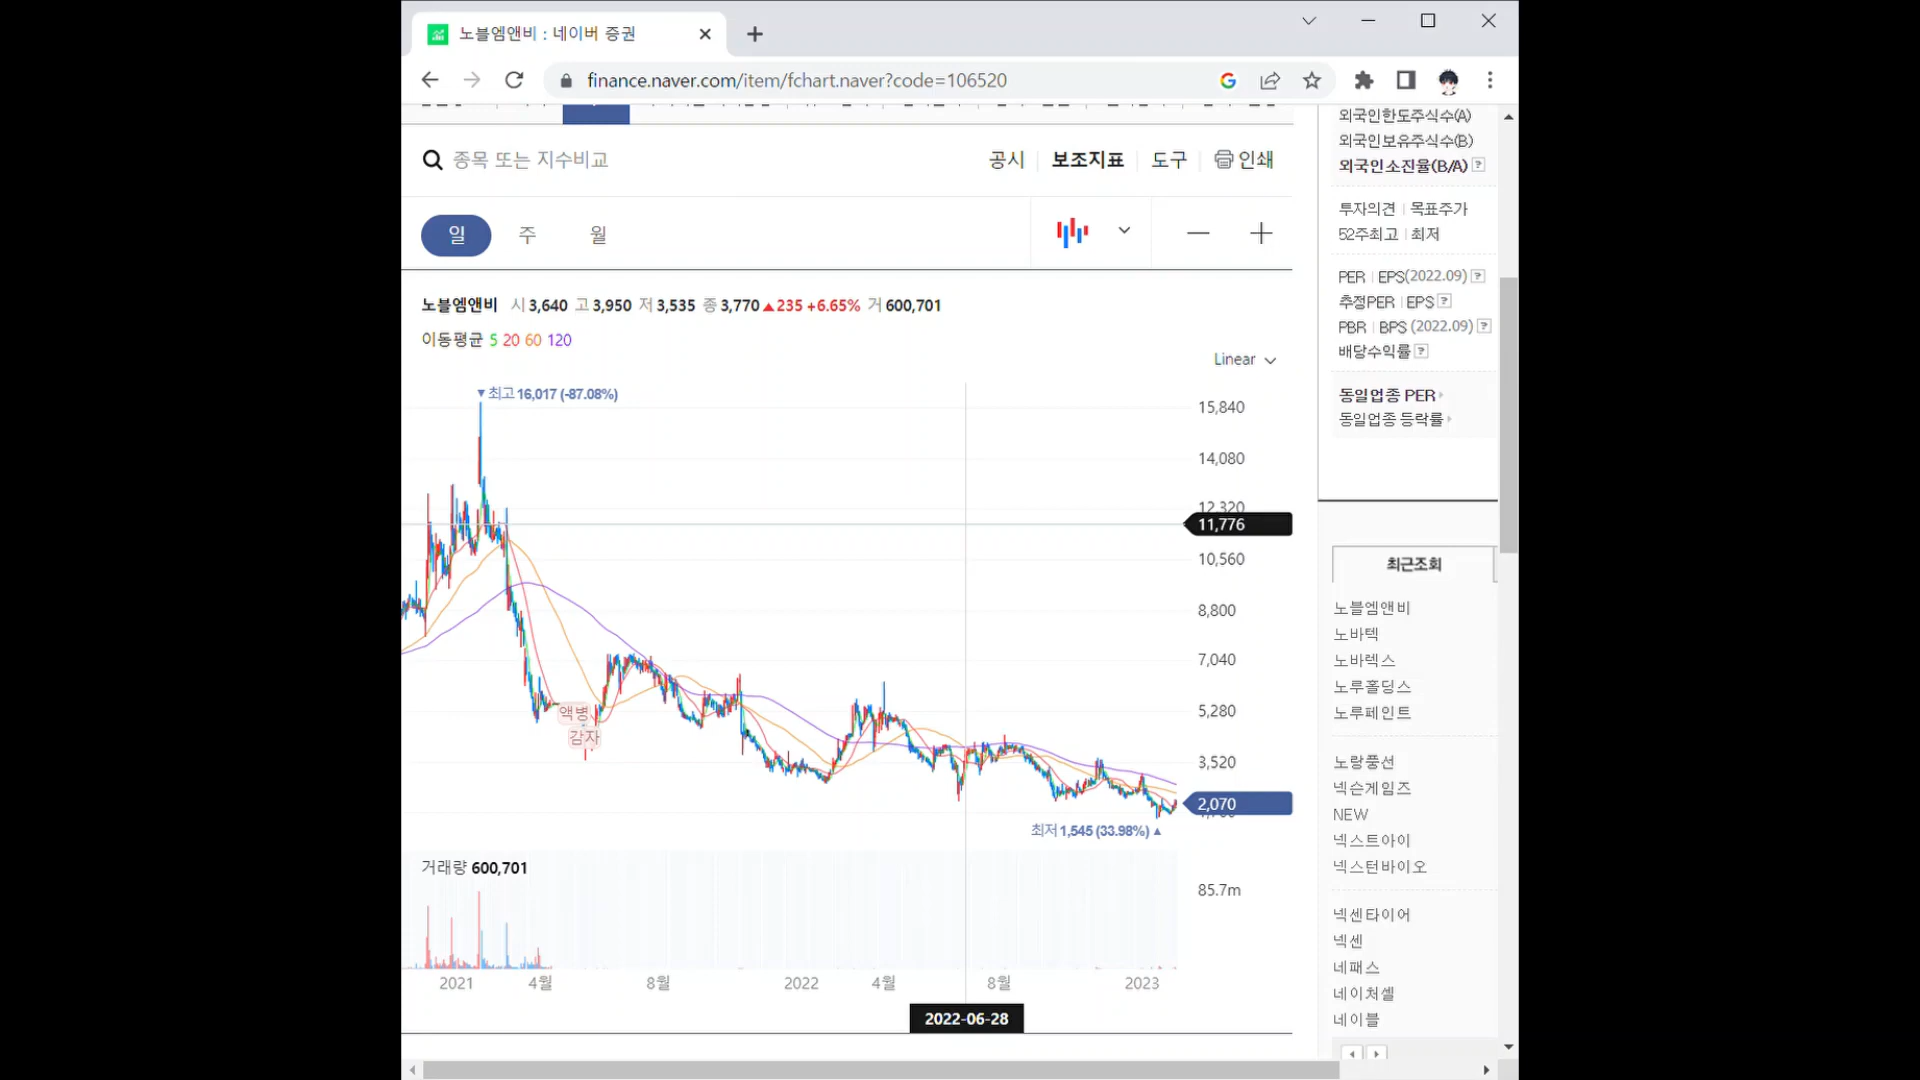 노블엠앤비 : 네이버 증권
finance.naver.com/item/fchart.naver?code=106520
종목 또는 지수비교
공시 보조지표 도구 인쇄
일 주 월
노블엠앤비 시 3,640 고 3,950 저 3,535 종 3,770 ▲235 +6.65% 거 600,701
이동평균 5 20 60 120
Linear
▼최고 16,017 (-87.08%)
15,840
14,080
12,320
11,776
10,560
8,800
7,040
액병
감자
5,280
3,520
2,070
최저 1,545 (33.98%) ▲
거래량 600,701
85.7m
2021 4월 8월 2022 4월 8월 2023
2022-06-28
외국인한도주식수(A)
외국인보유주식수(B)
외국인소진율(B/A) ?
투자의견 | 목표주가
52주최고 | 최저
PER | EPS(2022.09) ?
추정PER | EPS ?
PBR | BPS (2022.09) ?
배당수익률 ?
동일업종 PER
동일업종 등락률
최근조회
노블엠앤비
노바텍
노바렉스
노루홀딩스
노루페인트
노랑풍선
넥슨게임즈
NEW
넥스트아이
넥스턴바이오
넥센타이어
넥센
네패스
네이처셀
네이블